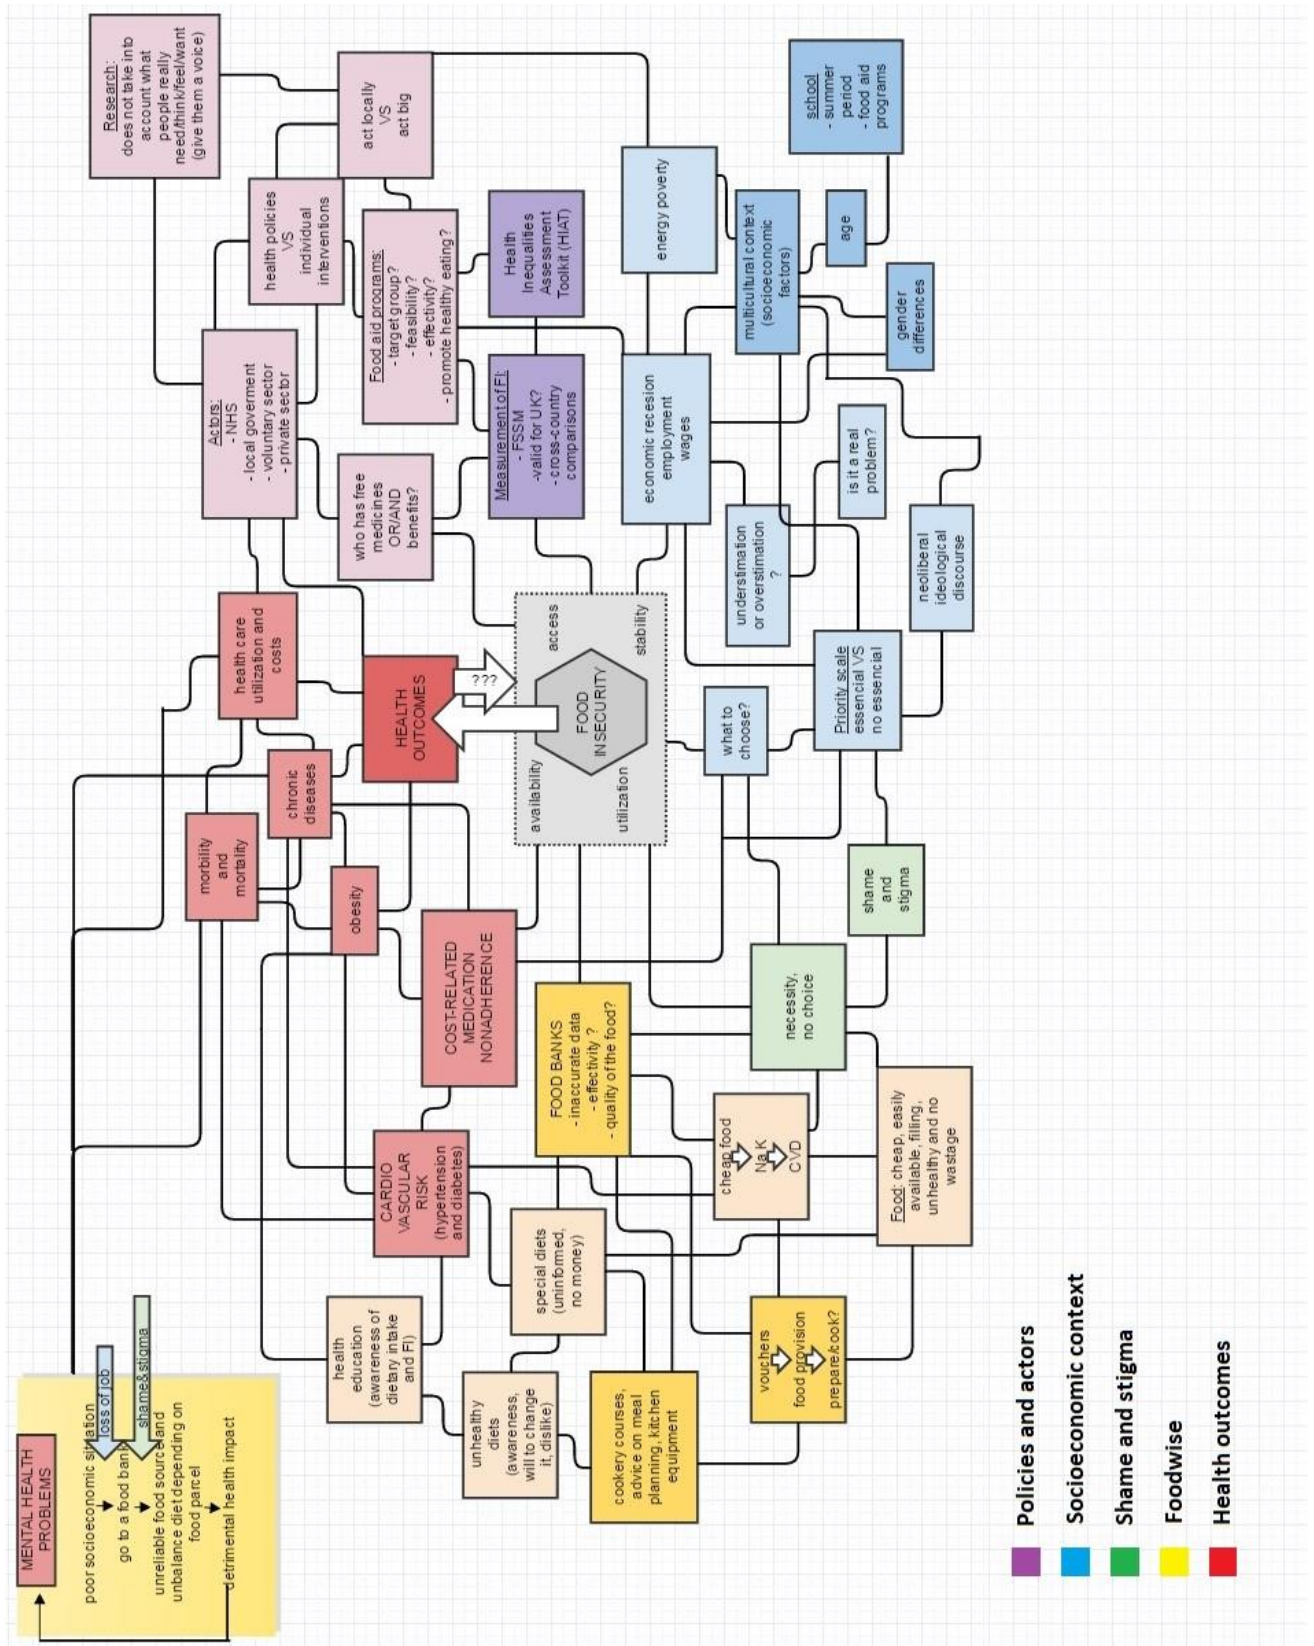 MENTAL HEALTH
PROBLEMS
poor socioeconomic situation
loss of job
go to a food bank
shame&stigma
unreliable food source and
unbalance diet depending on
food parcel
detrimental health impact
morbility
and
mortality
health care
utilization and
costs
chronic
diseases
obesity
HEALTH
OUTCOMES
COST-RELATED
MEDICATION
NONADHERENCE
CARDIO
VASCULAR
RISK
(hypertension
and diabetes)
health
education
(awareness of
dietary intake
and FI)
unhealthy
diets
(awareness,
will to change
it, dislike)
special diets
(uninformed,
no money)
cookery courses,
advice on meal
planning, kitchen
equipment
FOOD BANKS
- inaccurate data
- effectivity ?
- quality of the food?
vouchers
food provision
prepare/cook?
cheap food
Na K
CVD
Food: cheap, easily
available, filling,
unhealthy and no
wastage
necessity,
no choice
shame
and
stigma
availability
access
???
FOOD
INSECURITY
utilization
stability
what to
choose?
Priority scale
essencial VS
no essencial
neoliberal
ideological
discourse
understimation
or overstimation
?
is it a real
problem?
economic recesion
employment
wages
energy poverty
multicultural context
(socioeconomic
factors)
age
gender
differences
school
- summer
period
- food aid
programs
Research:
does not take into
account what
people really
need/think/feel/want
(give them a voice)
Actors:
- NHS
- local goverment
- voluntary sector
- private sector
health policies
VS
individual
interventions
act locally
VS
act big
Food aid programs:
- target group?
- feasibility?
- effectivity?
- promote healthy eating?
who has free
medicines
OR/AND
benefits?
Measurement of FI:
- FSSM
-valid for UK?
- cross-country
comparisons
Health
Inequalities
Assessment
Toolkit (HIAT)
Policies and actors
Socioeconomic context
Shame and stigma
Foodwise
Health outcomes